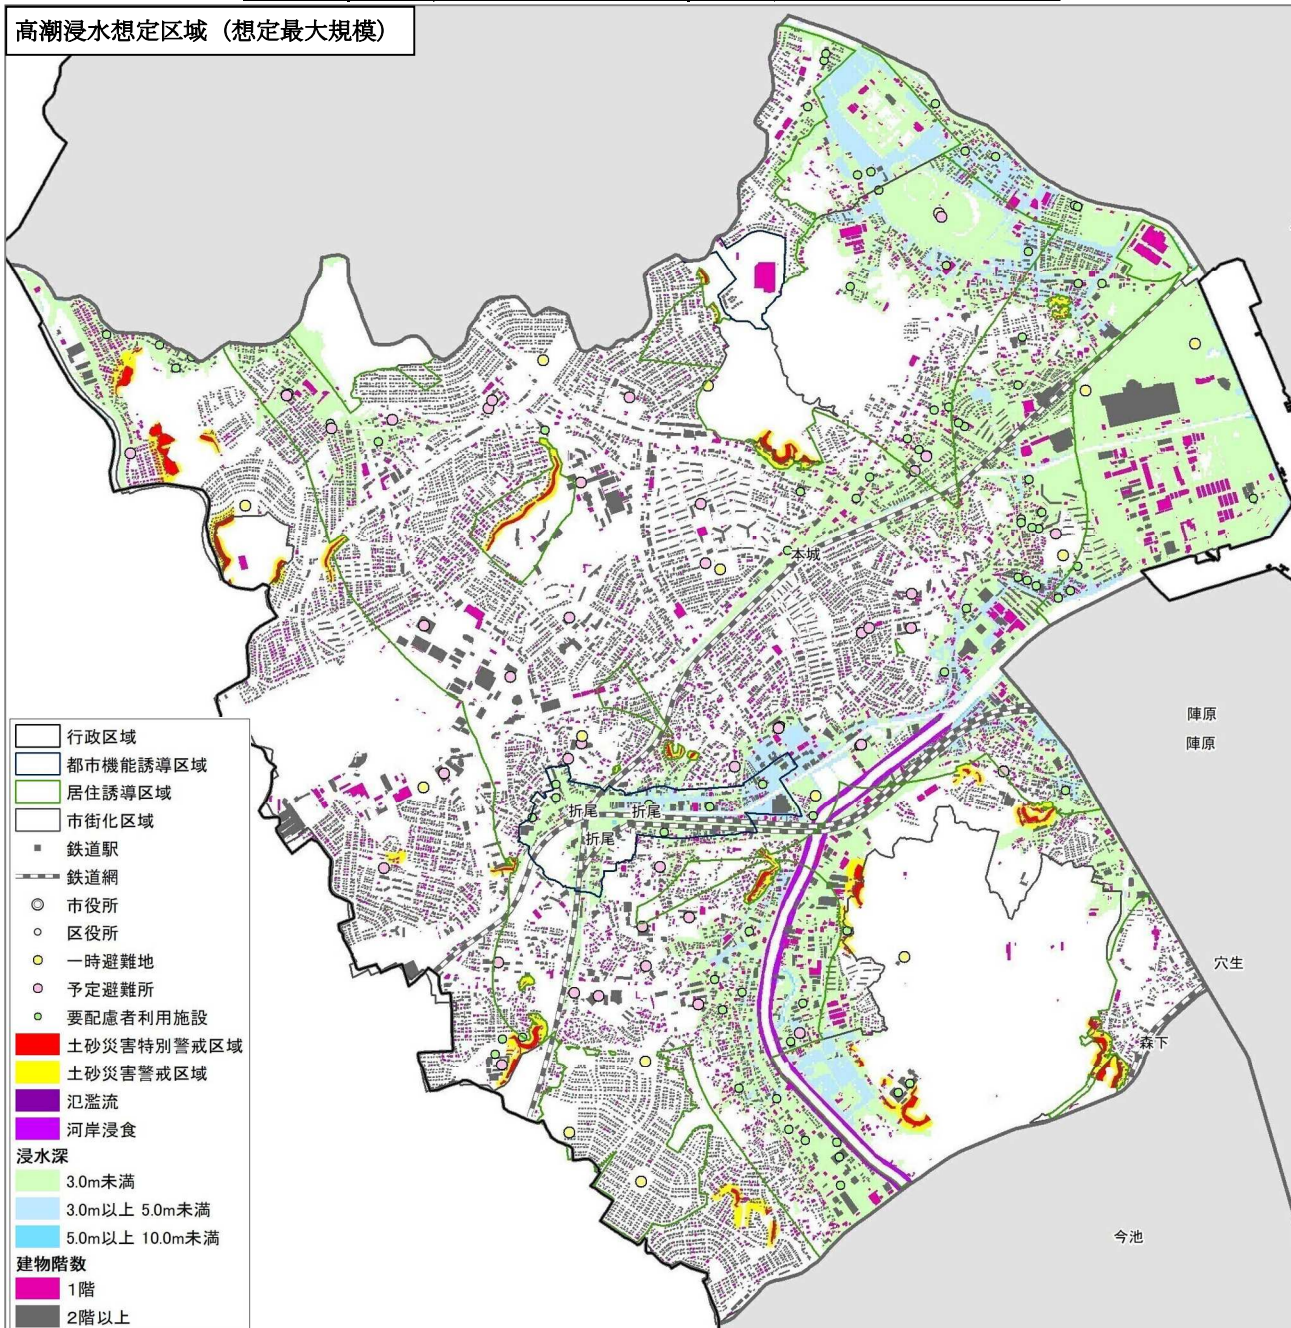 高潮浸水想定区域（想定最大規模）
本城
陣原
陣原
折尾
折尾
折尾
穴生
森下
今池
行政区域
都市機能誘導区域
居住誘導区域
市街化区域
鉄道駅
鉄道網
市役所
区役所
一時避難地
予定避難所
要配慮者利用施設
土砂災害特別警戒区域
土砂災害警戒区域
氾濫流
河岸浸食
浸水深
3.0m未満
3.0m以上 5.0m未満
5.0m以上 10.0m未満
建物階数
1階
2階以上